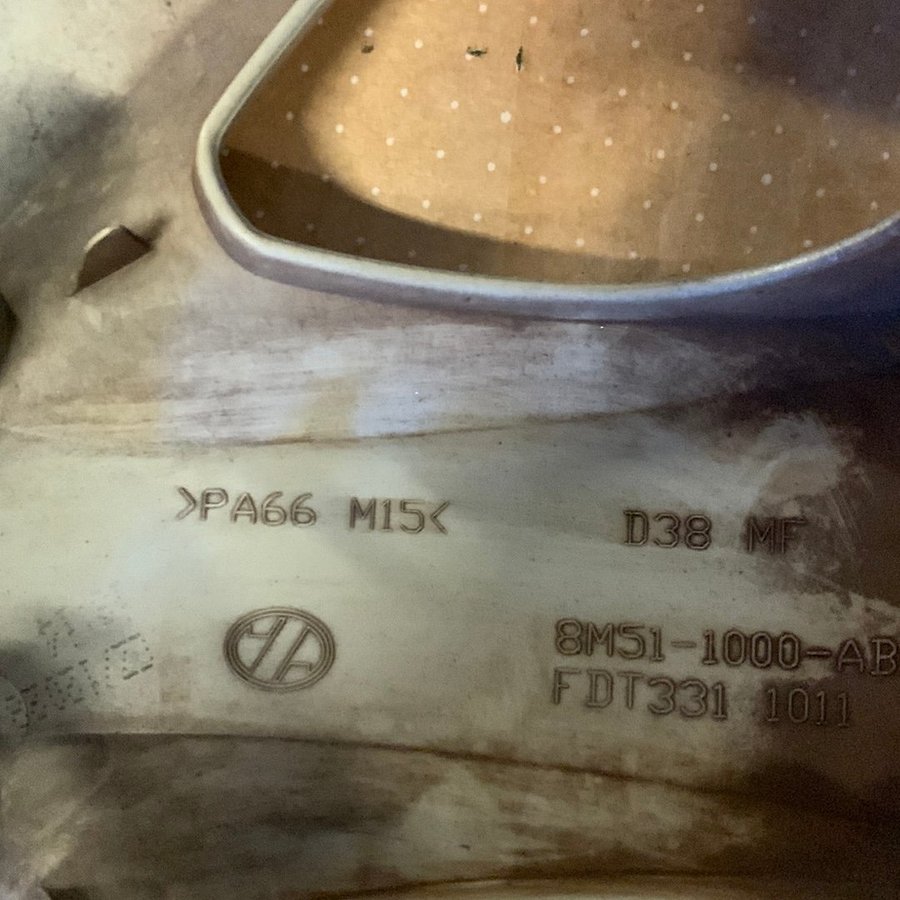 >PA66 M15<
D38 MF
8M51-1000-AB
FDT331 1011